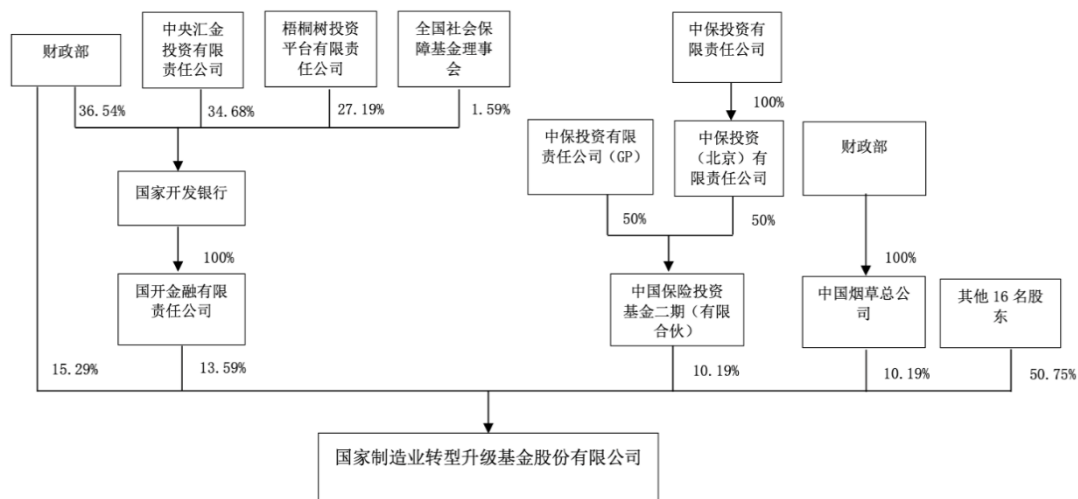 财政部
中央汇金
投资有限
责任公司
梧桐树投资
平台有限责
任公司
全国社会保
障基金理事
会
中保投资有
限责任公司
36.54%
34.68%
27.19%
1.59%
100%
中保投资有限
责任公司（GP）
中保投资
（北京）有
限责任公司
财政部
国家开发银行
50%
50%
100%
100%
国开金融有限
责任公司
中国保险投资
基金二期（有限
合伙）
中国烟草总公
司
其他 16 名股
东
15.29%
13.59%
10.19%
10.19%
50.75%
国家制造业转型升级基金股份有限公司